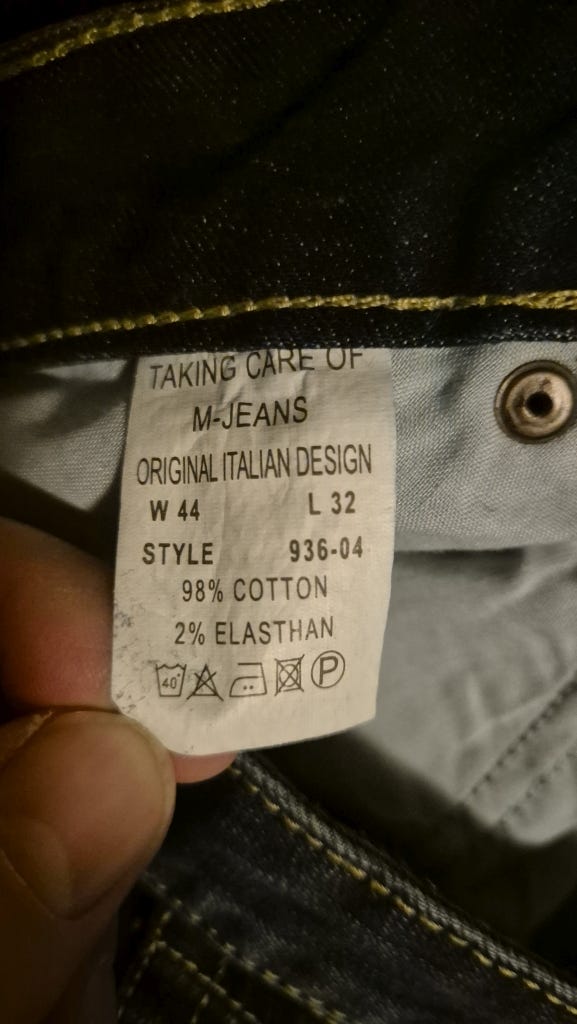 TAKING CARE OF
M-JEANS
ORIGINAL ITALIAN DESIGN
W 44 L 32
STYLE 936-04
98% COTTON
2% ELASTHAN
40° P